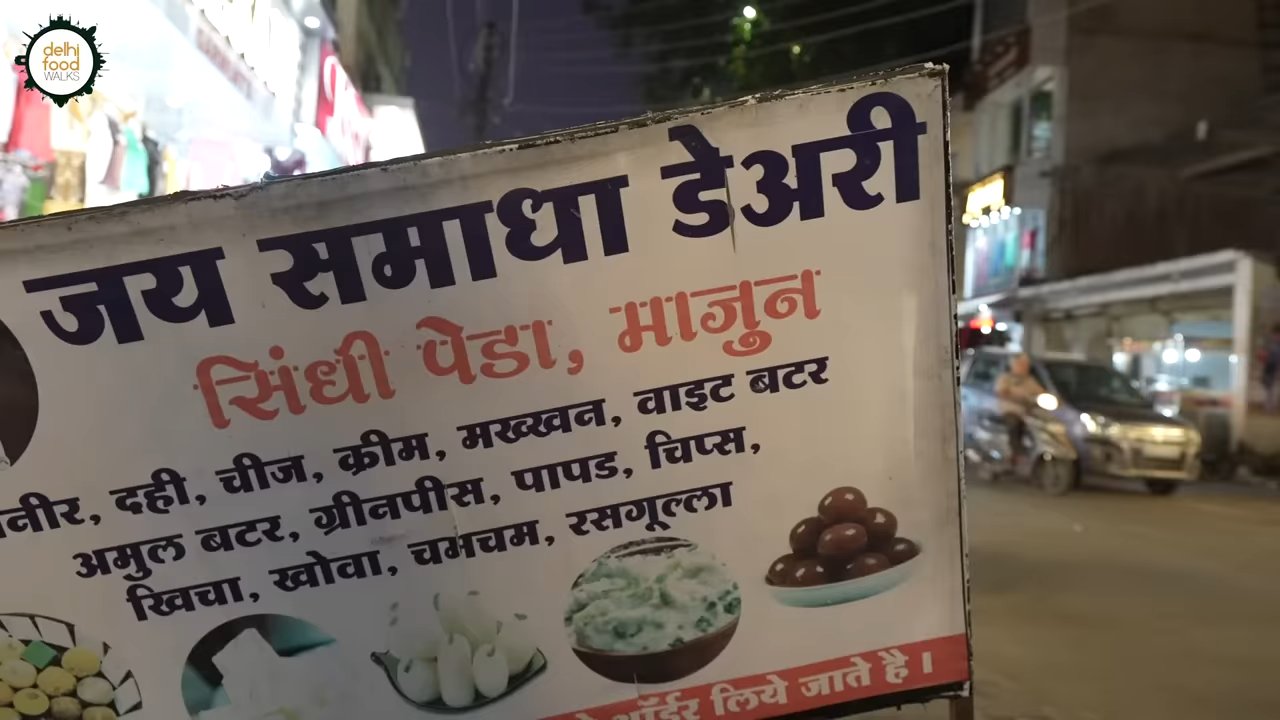 delhi
food
WALKS
जय समाधा डेअरी
सिंधी पेडा, माजुन
दही, चीज, क्रीम, मख्खन, वाइट बटर
अमुल बटर, ग्रीनपीस, पापड, चिप्स,
खिचा, खोवा, चमचम, रसगूल्ला
ऑर्डर लिये जाते है।